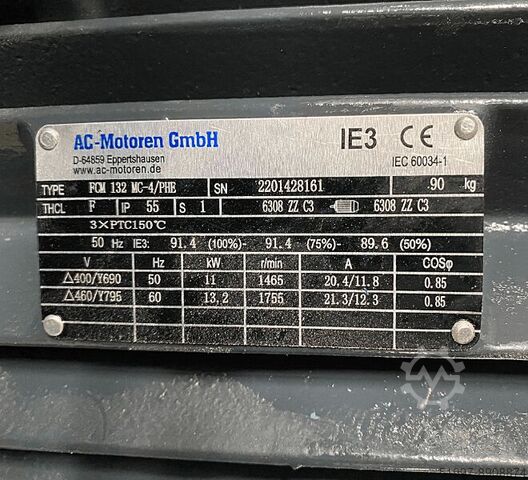 AC-Motoren GmbH IE3 CE
D-64859 Eppertshausen IEC 60034-1
www.ac-motoren.de
TYPE FCM 132 MC-4/PHE SN 2201428161 90 kg
THCL F IP 55 S 1 6308 ZZ C3 6308 ZZ C3
3×PTC150℃
50 Hz IE3: 91.4 (100%)- 91.4 (75%)- 89.6 (50%)
V Hz kW r/min A COSφ
△400/Y690 50 11 1465 20.4/11.8 0.85
△460/Y795 60 13.2 1755 21.3/12.3 0.85